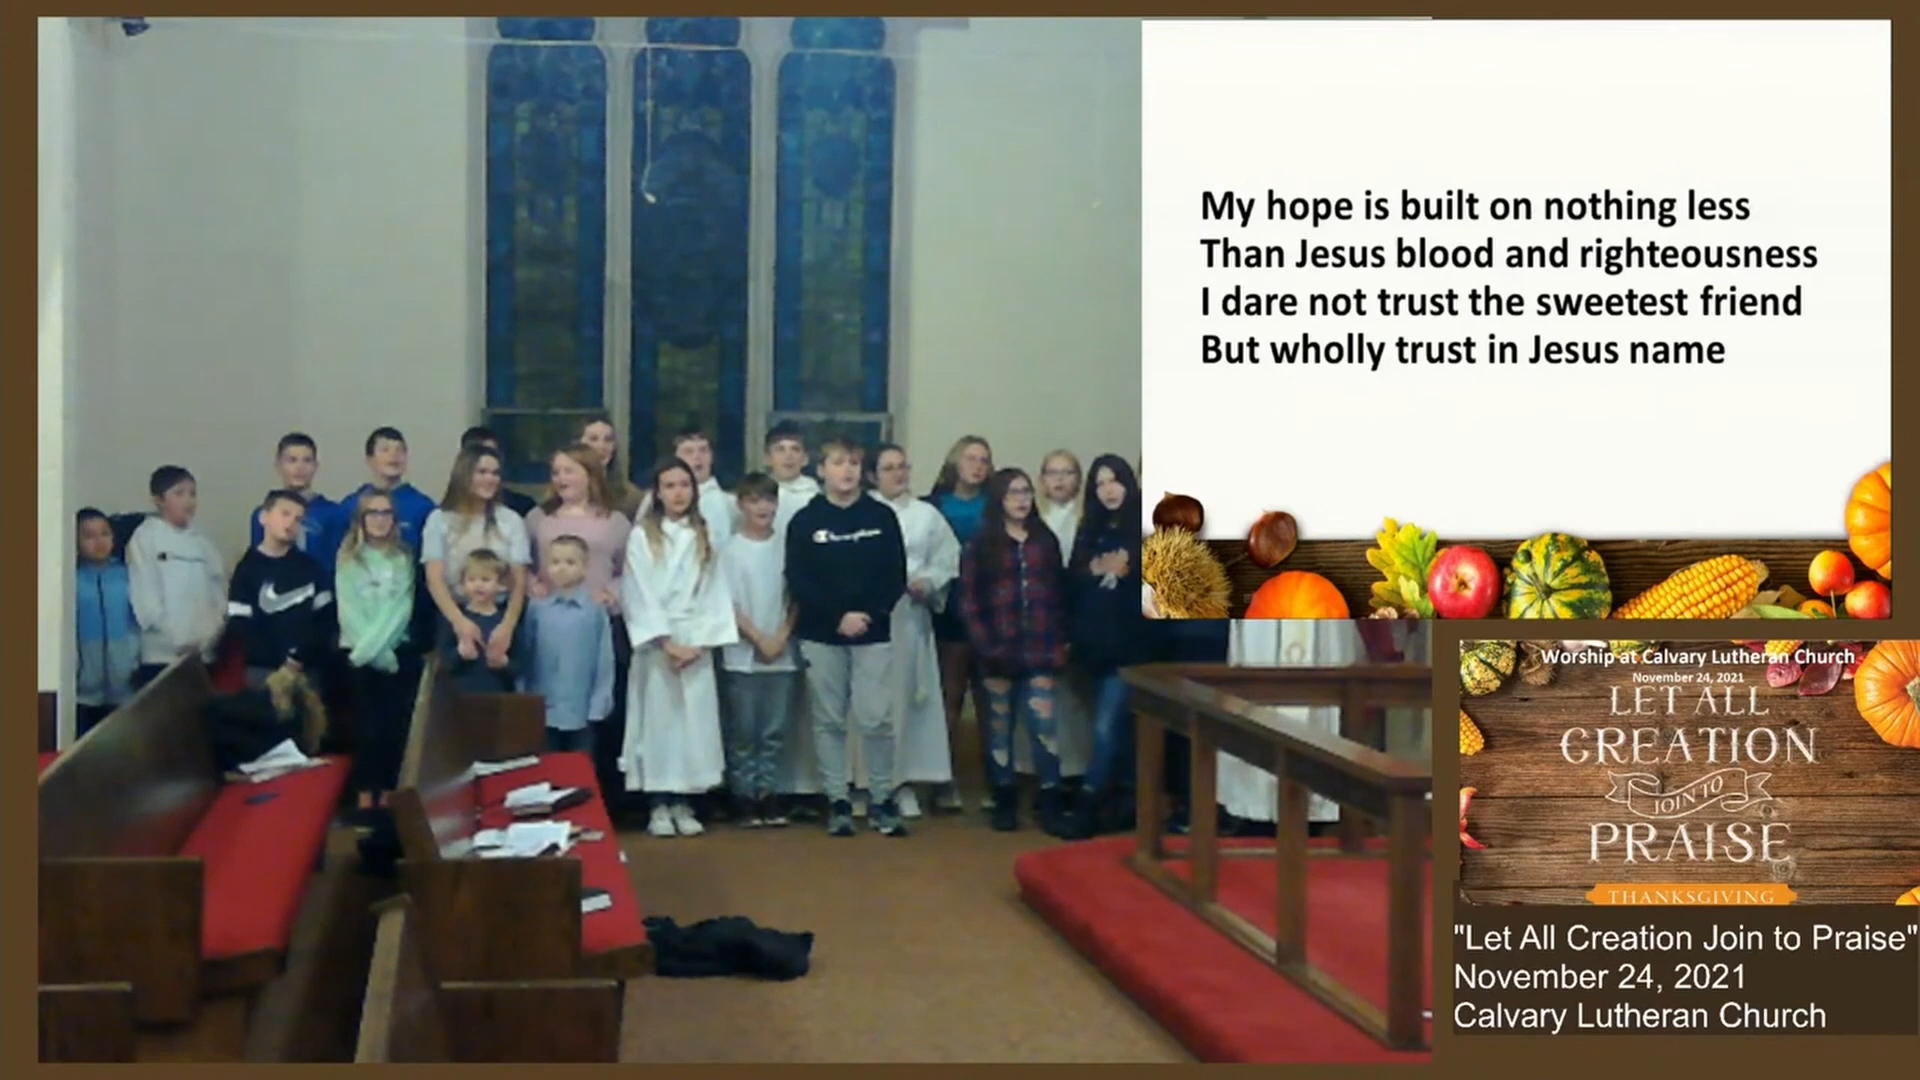 My hope is built on nothing less
Than Jesus blood and righteousness
I dare not trust the sweetest friend
But wholly trust in Jesus name
Worship at Calvary Lutheran Church
November 24, 2021
LET ALL
CREATION
JOIN TO
PRAISE
THANKSGIVING
"Let All Creation Join to Praise"
November 24, 2021
Calvary Lutheran Church